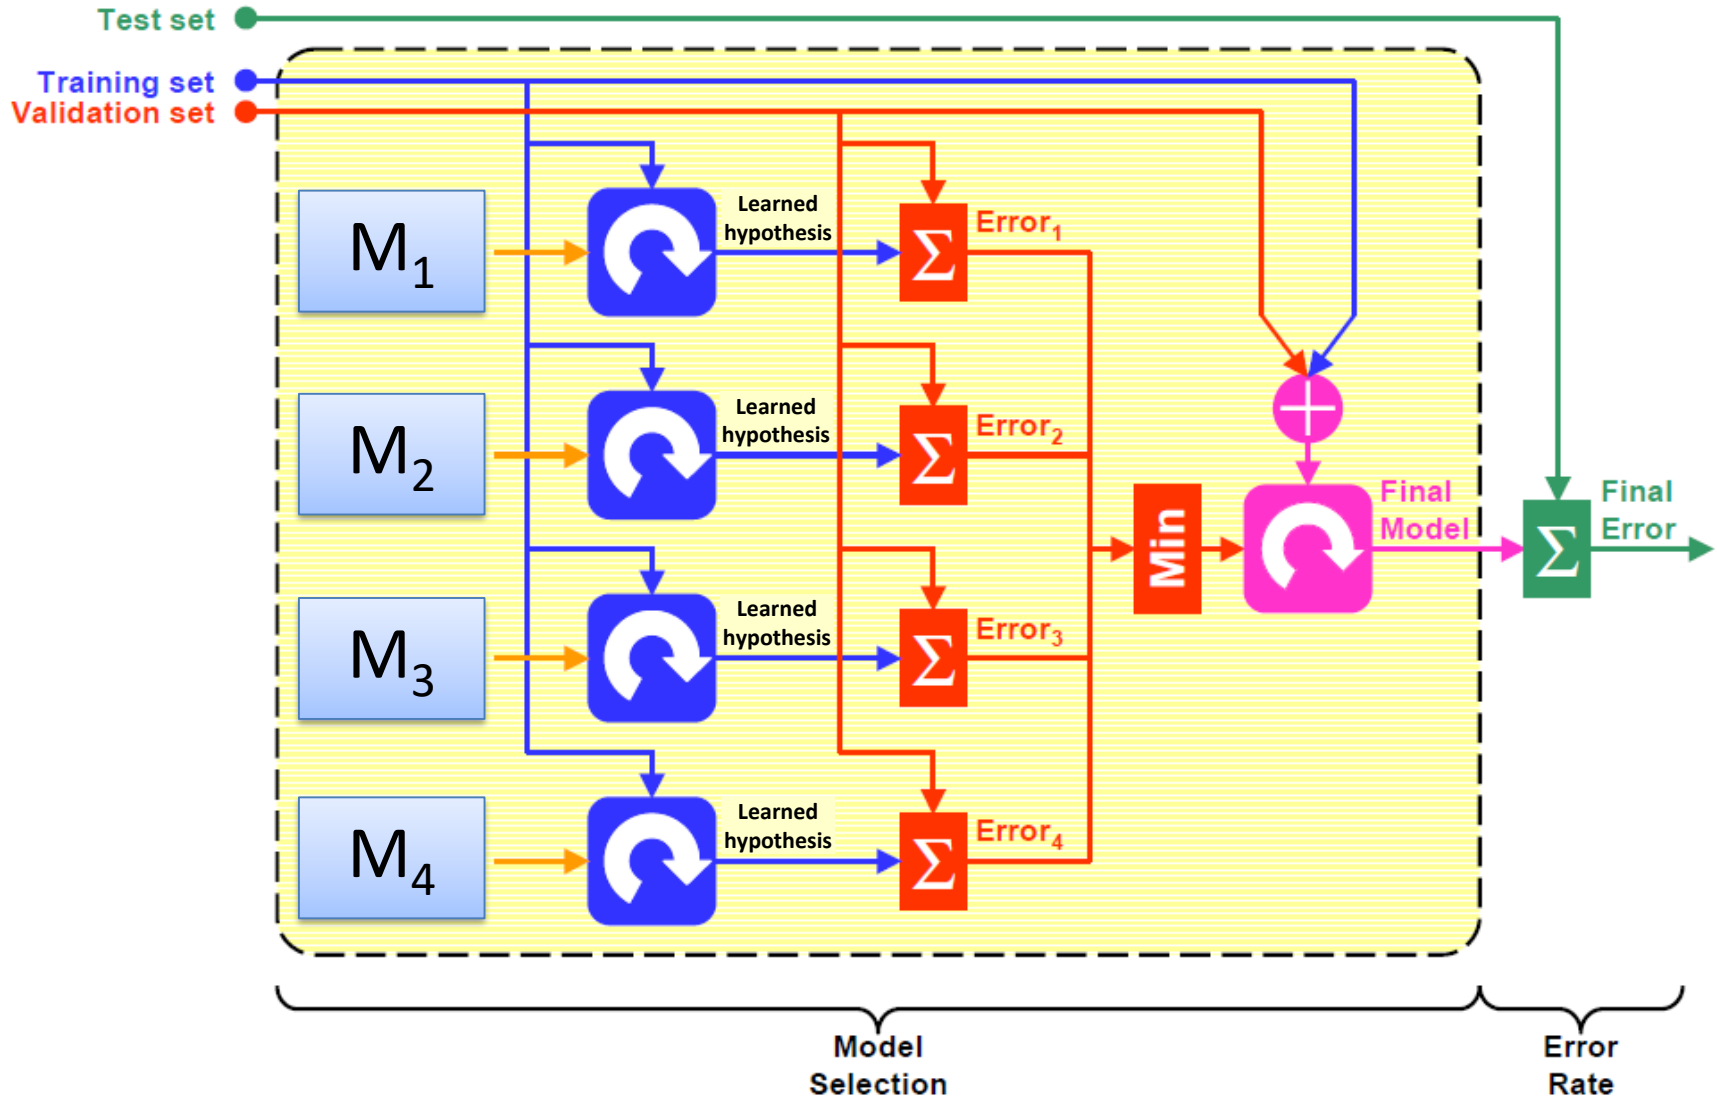 Test set
Training set
Validation set
M1
Learned
hypothesis
Σ
Error1
M2
Learned
hypothesis
Σ
Error2
Min
Final
Model
Σ
Final
Error
M3
Learned
hypothesis
Σ
Error3
M4
Learned
hypothesis
Σ
Error4
Model
Selection
Error
Rate